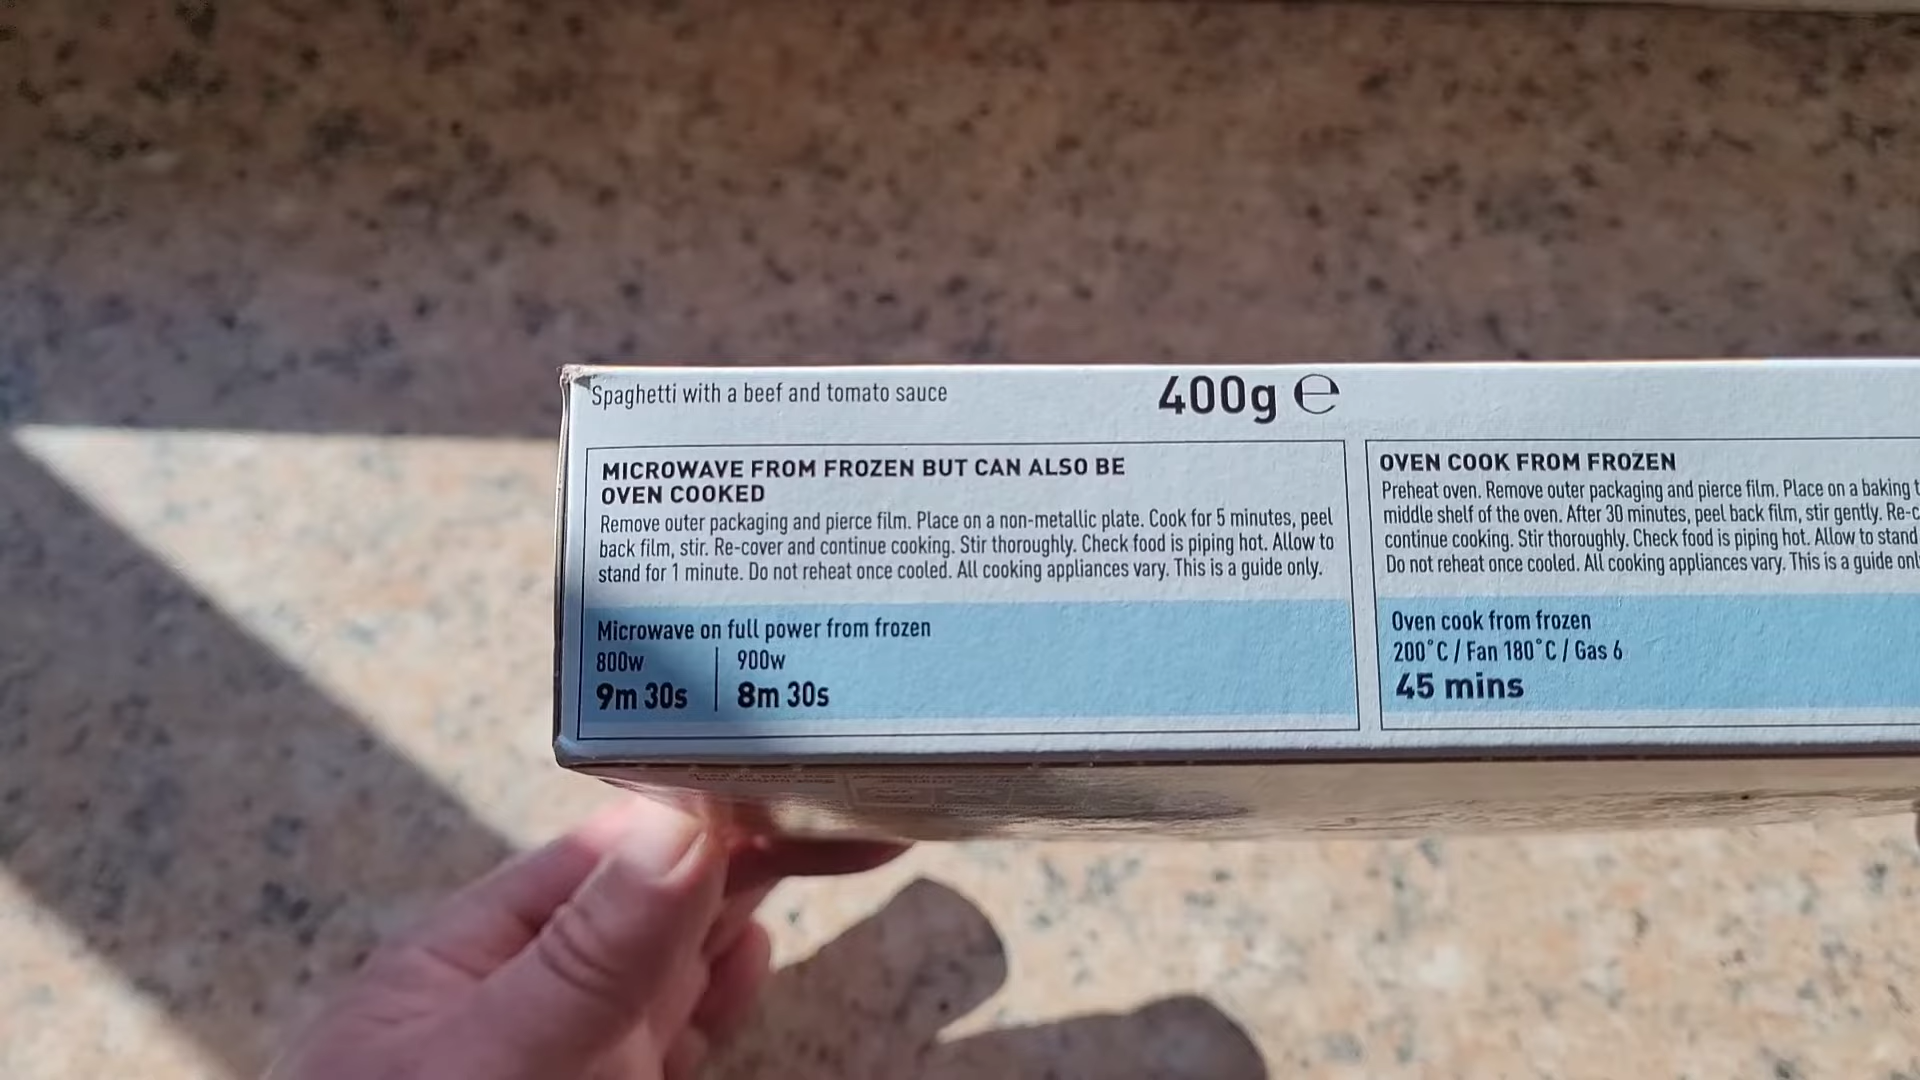 Spaghetti with a beef and tomato sauce
400g ℮
MICROWAVE FROM FROZEN BUT CAN ALSO BE
OVEN COOKED
Remove outer packaging and pierce film. Place on a non-metallic plate. Cook for 5 minutes, peel
back film, stir. Re-cover and continue cooking. Stir thoroughly. Check food is piping hot. Allow to
stand for 1 minute. Do not reheat once cooled. All cooking appliances vary. This is a guide only.
Microwave on full power from frozen
800w 900w
9m 30s 8m 30s
OVEN COOK FROM FROZEN
Preheat oven. Remove outer packaging and pierce film. Place on a baking
middle shelf of the oven. After 30 minutes, peel back film, stir gently.
continue cooking. Stir thoroughly. Check food is piping hot. Allow to stand
Do not reheat once cooled. All cooking appliances vary. This is a guide
Oven cook from frozen
200°C / Fan 180°C / Gas 6
45 mins